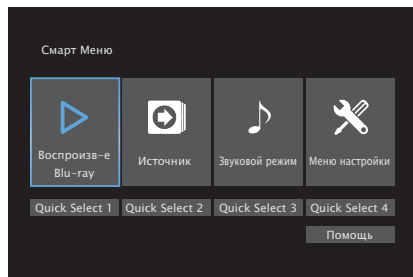 Смарт Меню
Воспроизв-е
Blu-ray
Источник
Звуковой режим
Меню настройки
Quick Select 1
Quick Select 2
Quick Select 3
Quick Select 4
Помощь